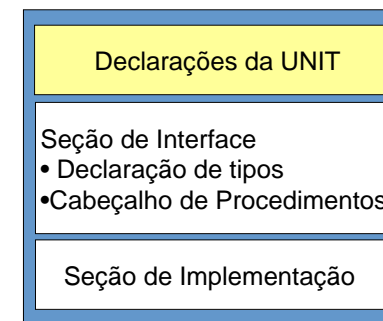 Declarações da UNIT
Seção de Interface
• Declaração de tipos
•Cabeçalho de Procedimentos
Seção de Implementação